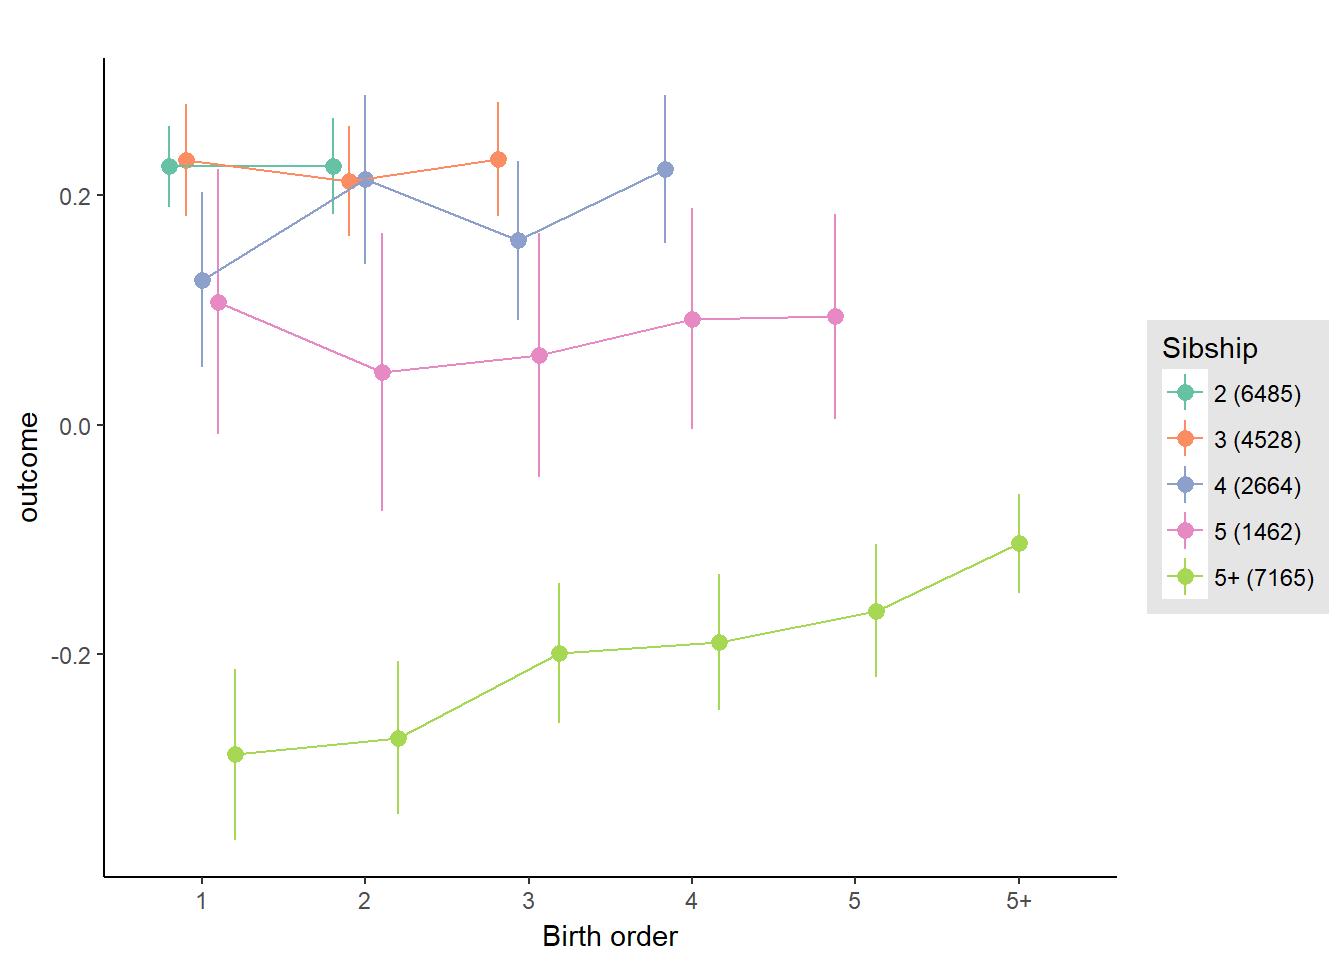 outcome
0.2
0.0
-0.2
1 2 3 4 5 5+
Birth order
Sibship
2 (6485)
3 (4528)
4 (2664)
5 (1462)
5+ (7165)